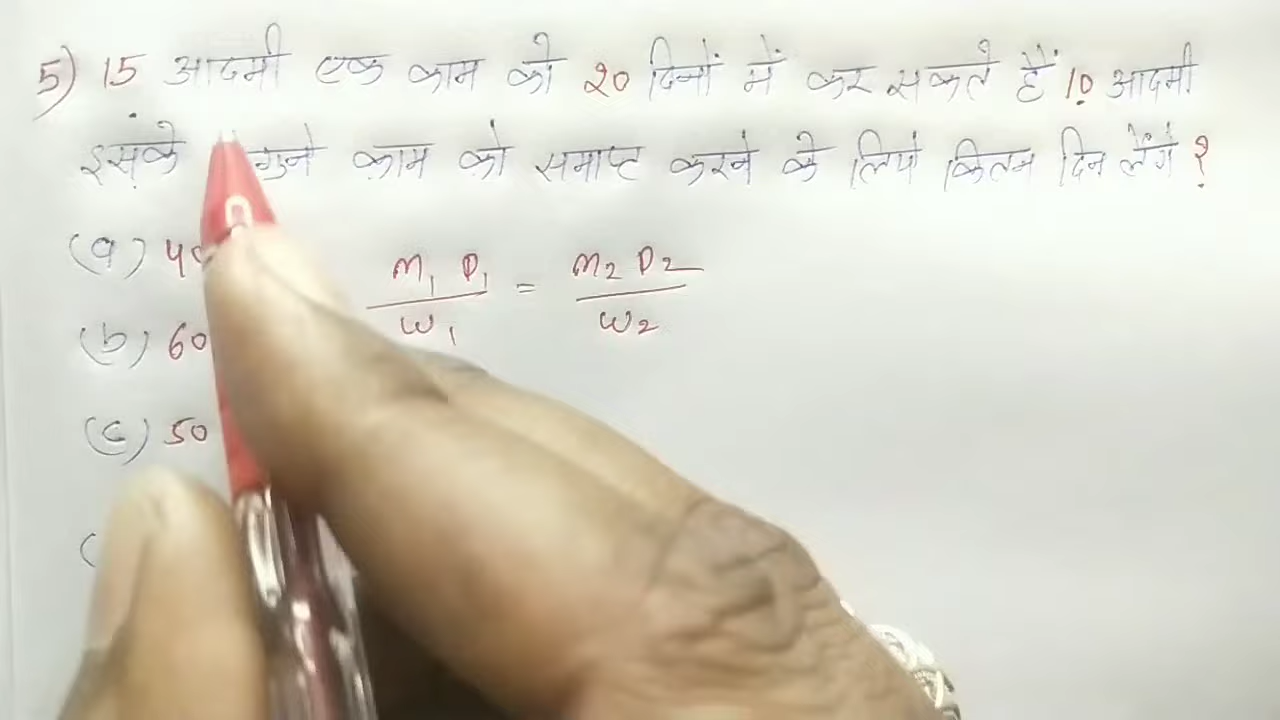 5) 15 आदमी एक काम को 20 दिनों में कर सकते हैं 10 आदमी
इसके काम को समाप्ट करने के लिये कितन दिन लेंगे ?
(a) 40
M₁ D₁ / W₁ = M₂ D₂ / W₂
(b) 60
(c) 50